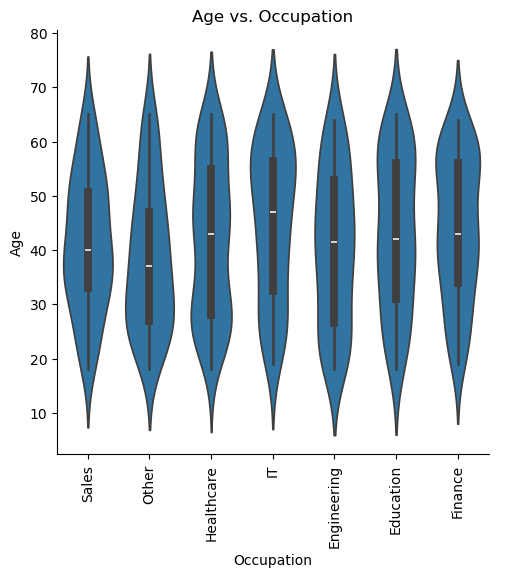 Age vs. Occupation
80
70
60
50
40
30
20
10
Age
Sales
Other
Healthcare
IT
Engineering
Education
Finance
Occupation